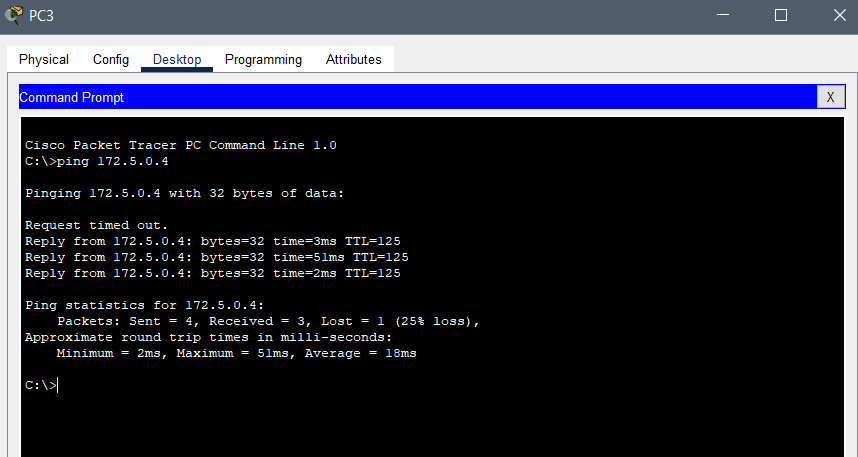 PC3
Physical Config Desktop Programming Attributes
Command Prompt X
Cisco Packet Tracer PC Command Line 1.0
C:\>ping 172.5.0.4
Pinging 172.5.0.4 with 32 bytes of data:
Request timed out.
Reply from 172.5.0.4: bytes=32 time=3ms TTL=125
Reply from 172.5.0.4: bytes=32 time=51ms TTL=125
Reply from 172.5.0.4: bytes=32 time=2ms TTL=125
Ping statistics for 172.5.0.4:
Packets: Sent = 4, Received = 3, Lost = 1 (25% loss),
Approximate round trip times in milli-seconds:
Minimum = 2ms, Maximum = 51ms, Average = 18ms
C:\>